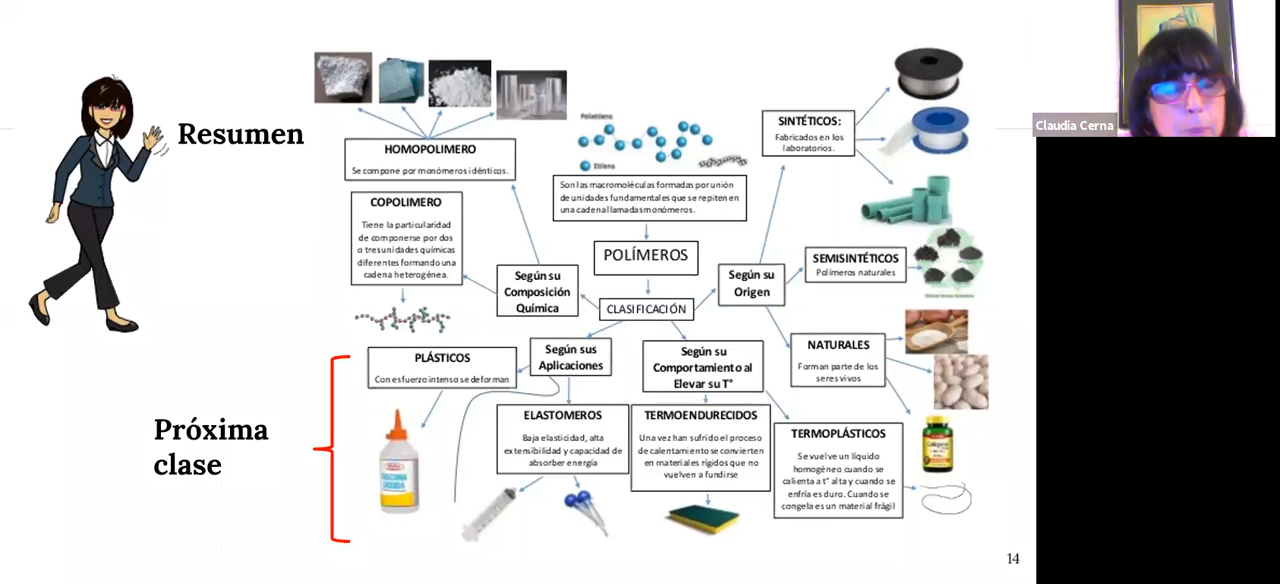 Claudia Cerna
Resumen
HOMOPOLIMERO
Se compone por monómeros idénticos.
COPOLIMERO
Tiene la particularidad
de componerse por dos
o tresunidades químicas
diferentes formando una
cadena heterogénea.
Polietileno
Etileno
Son las macromoléculas formadas por unión
de unidades fundamentales que se repiten en
una cadena llamadas monómeros.
POLÍMEROS
CLASIFICACIÓN
Según su
Composición
Química
Según su
Origen
SINTÉTICOS:
Fabricados en los
laboratorios.
SEMISINTÉTICOS
Polímeros naturales
NATURALES
Forman parte de los
seres vivos
Próxima
clase
PLÁSTICOS
Con esfuerzo intenso se deforman
Según sus
Aplicaciones
SILICONA
LIQUIDA
ELASTOMEROS
Baja elasticidad, alta
extensibilidad y capacidad de
absorber energía
Según su
Comportamiento al
Elevar su T°
TERMOENDURECIDOS
Una vez han sufrido el proceso
de calentamiento se convierten
en materiales rígidos que no
vuelven a fundirse
TERMOPLÁSTICOS
Se vuelve un líquido
homogéneo cuando se
calienta a t° alta y cuando se
enfría es duro. Cuando se
congela es un material frágil
14